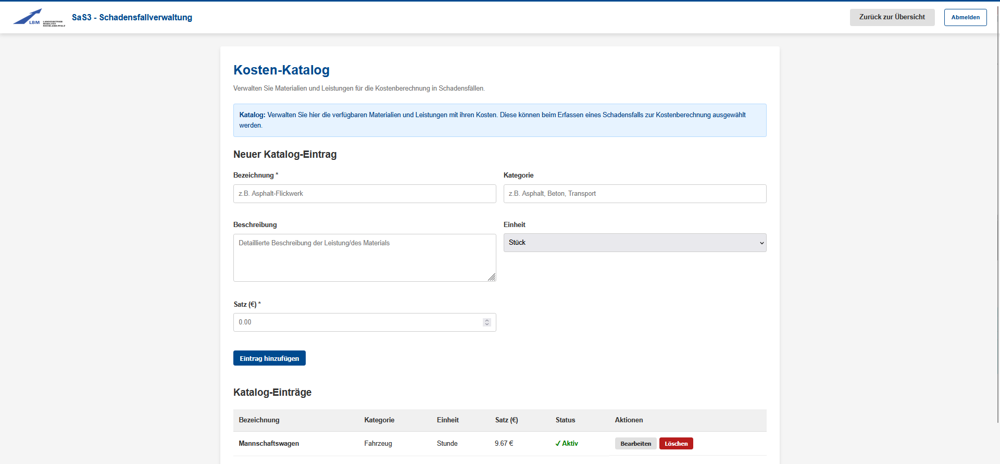 LBM
LANDESBETRIEB
MOBILITÄT
RHEINLAND-PFALZ
SaS3 - Schadensfallverwaltung
Zurück zur Übersicht
Abmelden
Kosten-Katalog
Verwalten Sie Materialien und Leistungen für die Kostenberechnung in Schadensfällen.
Katalog: Verwalten Sie hier die verfügbaren Materialien und Leistungen mit ihren Kosten. Diese können beim Erfassen eines Schadensfalls zur Kostenberechnung ausgewählt
werden.
Neuer Katalog-Eintrag
Bezeichnung * Kategorie
z.B. Asphalt-Flickwerk z.B. Asphalt, Beton, Transport
Beschreibung Einheit
Detaillierte Beschreibung der Leistung/des Materials Stück
Satz (€) *
0.00
Eintrag hinzufügen
Katalog-Einträge
Bezeichnung Kategorie Einheit Satz (€) Status Aktionen
Mannschaftswagen Fahrzeug Stunde 9.67 € ✓ Aktiv Bearbeiten Löschen